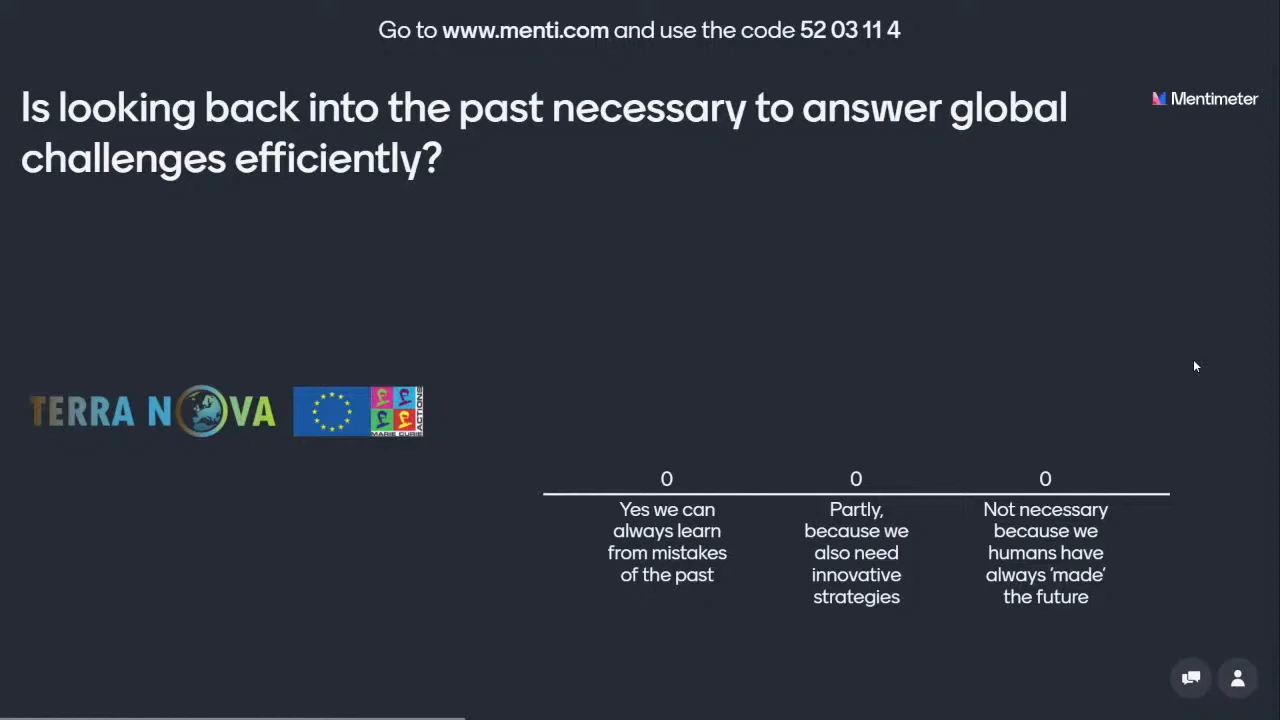 Go to www.menti.com and use the code 52 03 11 4
Is looking back into the past necessary to answer global
challenges efficiently?
Mentimeter
TERRA NOVA
MARIE CURIE
ACTIONS
0
0
0
Yes we can
always learn
from mistakes
of the past
Partly,
because we
also need
innovative
strategies
Not necessary
because we
humans have
always 'made'
the future